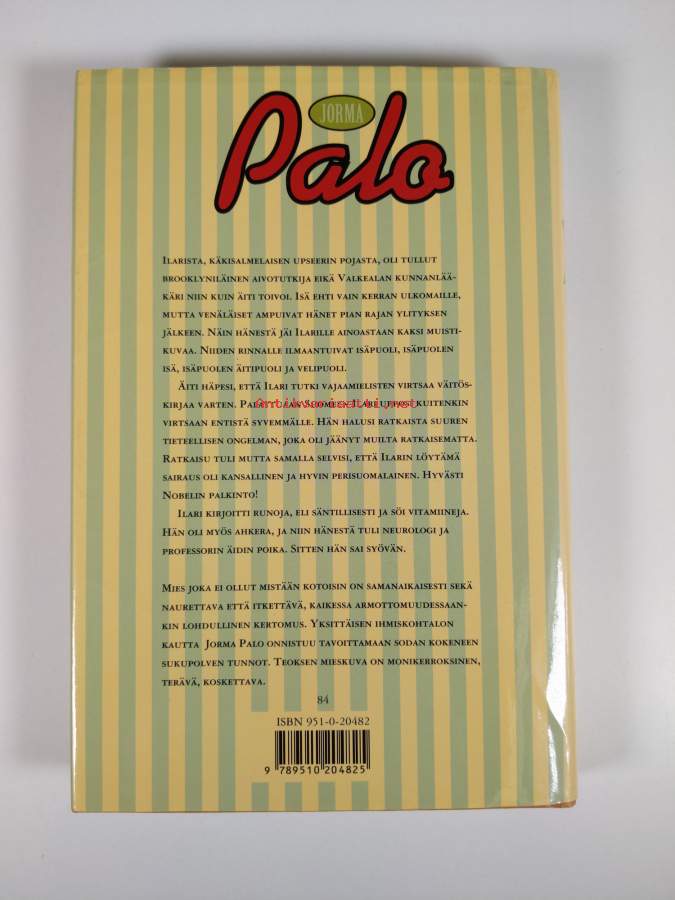 JORMA
Palo
ILARISTA, KÄKISALMELAISEN UPSEERIN POJASTA, OLI TULLUT
BROOKLYNILÄINEN AIVOTUTKIJA EIKÄ VALKEALAN KUNNANLÄÄ-
KÄRI NIIN KUIN ÄITI TOIVOI. ISÄ EHTI VAIN KERRAN ULKOMAILLE,
MUTTA VENÄLÄISET AMPUIVAT HÄNET PIAN RAJAN YLITYKSEN
JÄLKEEN. NÄIN HÄNESTÄ JÄI ILARILLE AINOASTAAN KAKSI MUISTI-
KUVAA. NIIDEN RINNALLE ILMAANTUIVAT ISÄPUOLI, ISÄPUOLEN
ISÄ, ISÄPUOLEN ÄITIPUOLI JA VELIPUOLI.
ÄITI HÄPESI, ETTÄ ILARI TUTKI VAJAAMIELISTEN VIRTSAA VÄITÖS-
KIRJAA VARTEN. ILARI UPPOSI KUITENKIN
Antikvariaatti.net
VIRTSAAN ENTISTÄ SYVEMMÄLLE. HÄN HALUSI RATKAISTA SUUREN
TIETEELLISEN ONGELMAN, JOKA OLI JÄÄNYT MUILTA RATKAISEMATTA.
RATKAISU TULI MUTTA SAMALLA SELVISI, ETTÄ ILARIN LÖYTÄMÄ
SAIRAUS OLI KANSALLINEN JA HYVIN PERISUOMALAINEN. HYVÄSTI
NOBELIN PALKINTO!
ILARI KIRJOITTI RUNOJA, ELI SÄNTILLISESTI JA SÖI VITAMIINEJA.
HÄN OLI MYÖS AHKERA, JA NIIN HÄNESTÄ TULI NEUROLOGI JA
PROFESSORIN ÄIDIN POIKA. SITTEN HÄN SAI SYÖVÄN.
MIES JOKA EI OLLUT MISTÄÄN KOTOISIN ON SAMANAIKAISESTI SEKÄ
NAURETTAVA ETTÄ ITKETTÄVÄ, KAIKESSA ARMOTTOMUUDESSAAN-
KIN LOHDULLINEN KERTOMUS. YKSITTÄISEN IHMISKOHTALON
KAUTTA JORMA PALO ONNISTUU TAVOITTAMAAN SODAN KOKENEEN
SUKUPOLVEN TUNNOT. TEOKSEN MIESKUVA ON MONIKERROKSINEN,
TERÄVÄ, KOSKETTAVA.
84
ISBN 951-0-20482
9 789510 204825